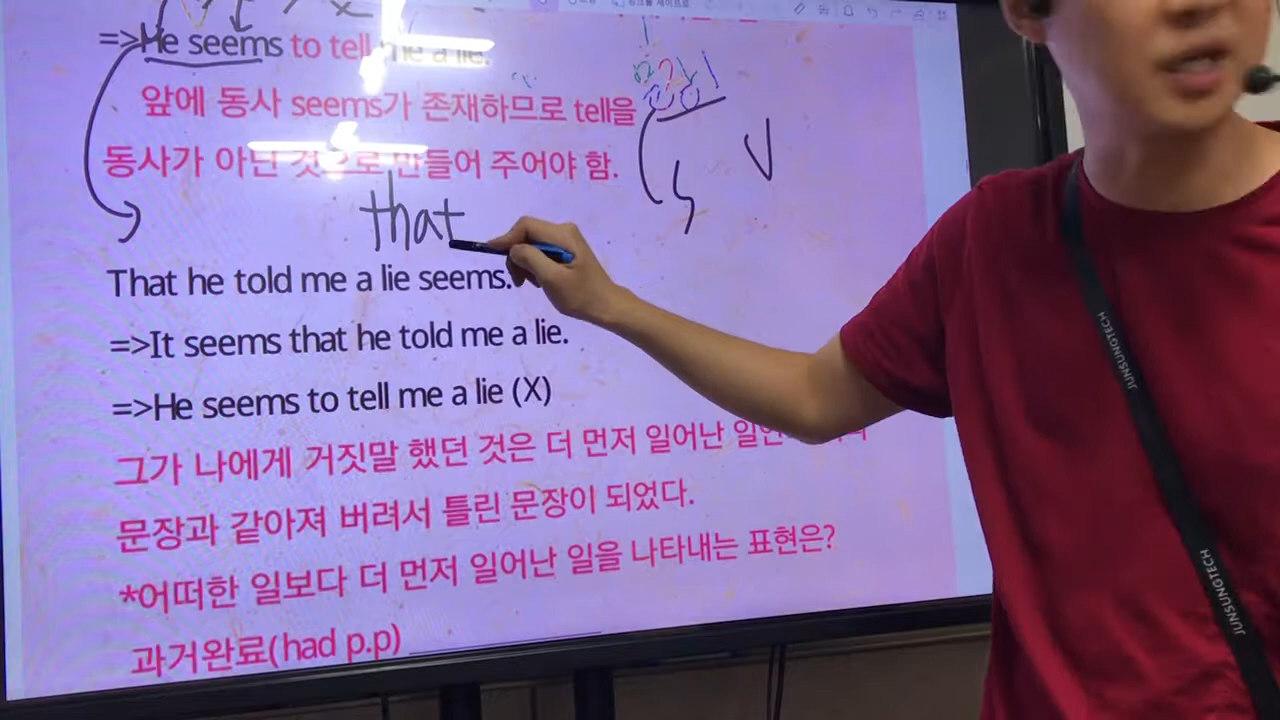 =>He seems to tell me a lie.
앞에 동사 seems가 존재하므로 tell을
동사가 아닌 것으로 만들어 주어야 함.
that
S V
That he told me a lie seems.
=>It seems that he told me a lie.
=>He seems to tell me a lie (X)
그가 나에게 거짓말 했던 것은 더 먼저 일어난
문장과 같아져 버려서 틀린 문장이 되었다.
*어떠한 일보다 더 먼저 일어난 일을 나타내는 표현은?
과거완료(had p.p)
JUNSUNGTECH
JUNSUNGTECH